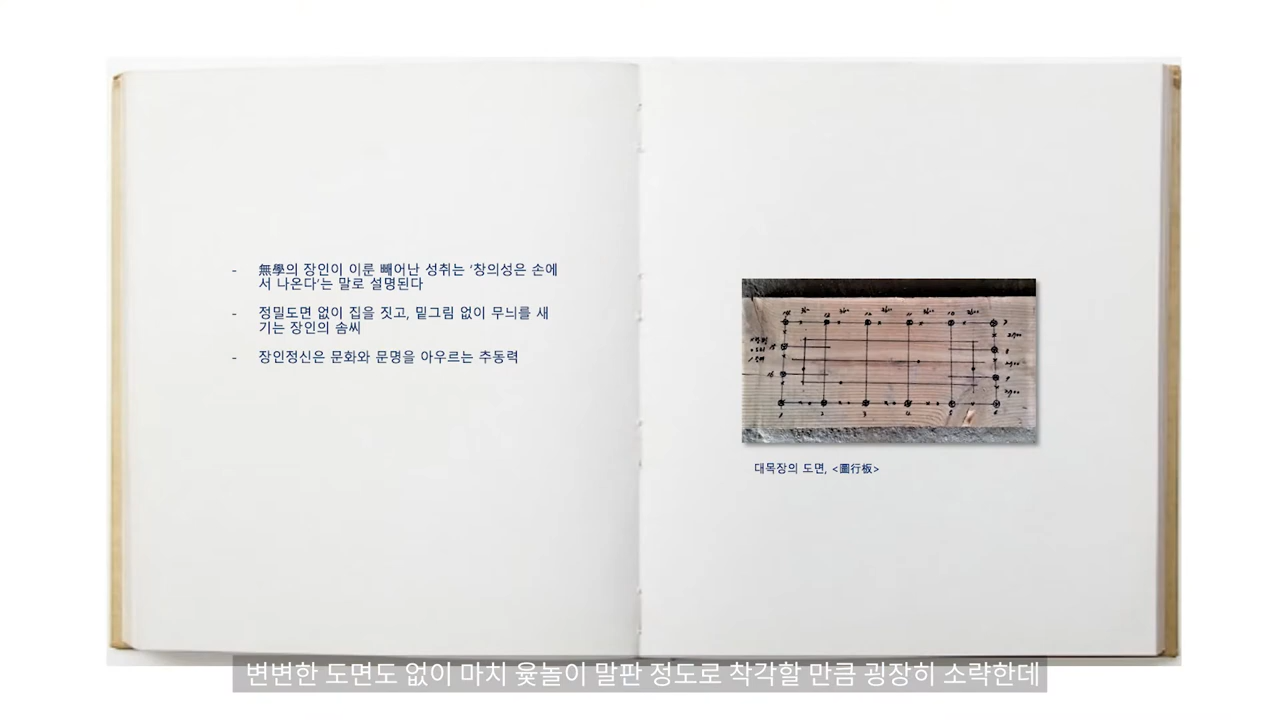 - 無學의 장인이 이룬 빼어난 성취는 '창의성은 손에
서 나온다'는 말로 설명된다
- 정밀도면 없이 집을 짓고, 밑그림 없이 무늬를 새
기는 장인의 솜씨
- 장인정신은 문화와 문명을 아우르는 추동력
대목장의 도면, <圖行板>
변변한 도면도 없이 마치 윷놀이 말판 정도로 착각할 만큼 굉장히 소략한데